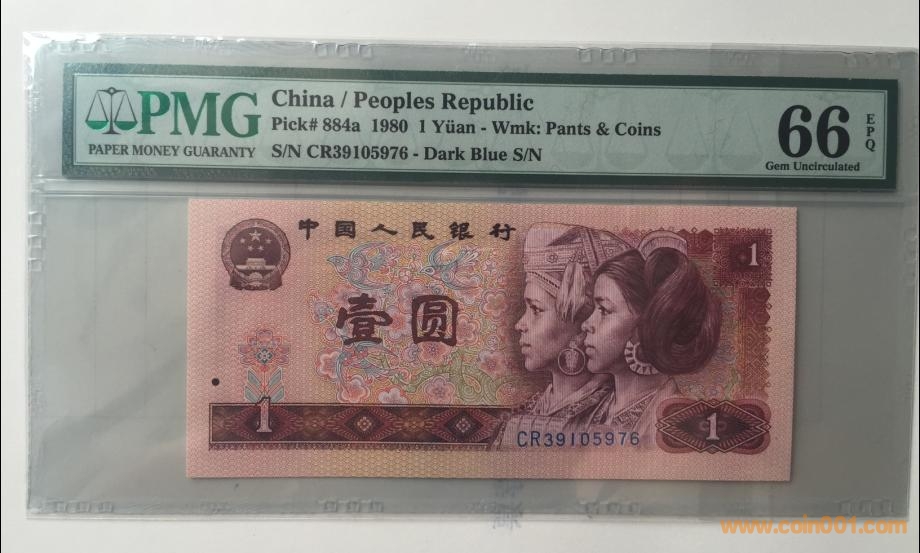 PMG
PAPER MONEY GUARANTY
China / Peoples Republic
Pick# 884a 1980 1 Yüan - Wmk: Pants & Coins
S/N CR39105976 - Dark Blue S/N
66
EPQ
Gem Uncirculated
中国人民银行
1
壹圆
1
CR39105976
1
www.coin001.com